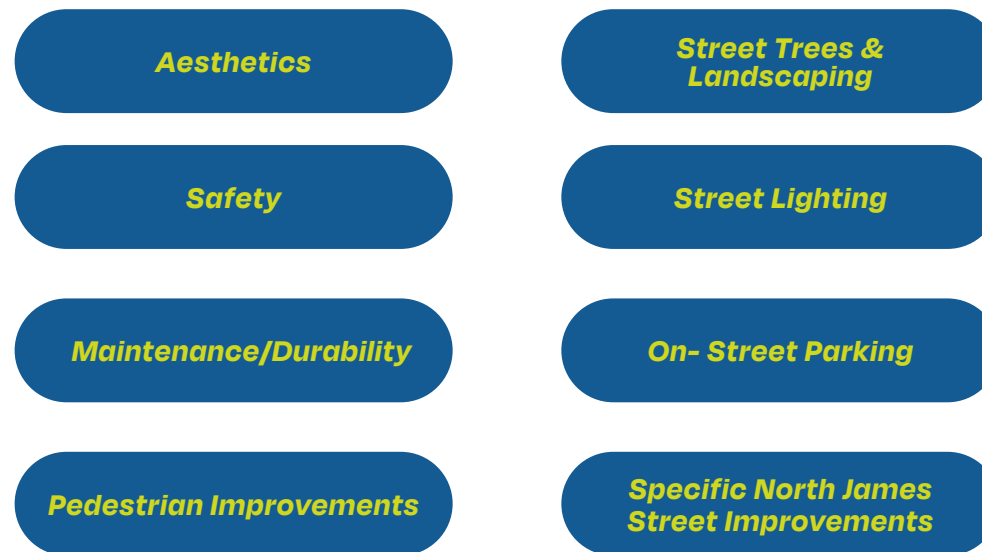 Aesthetics
Street Trees &
Landscaping
Safety
Street Lighting
Maintenance/Durability
On- Street Parking
Pedestrian Improvements
Specific North James
Street Improvements